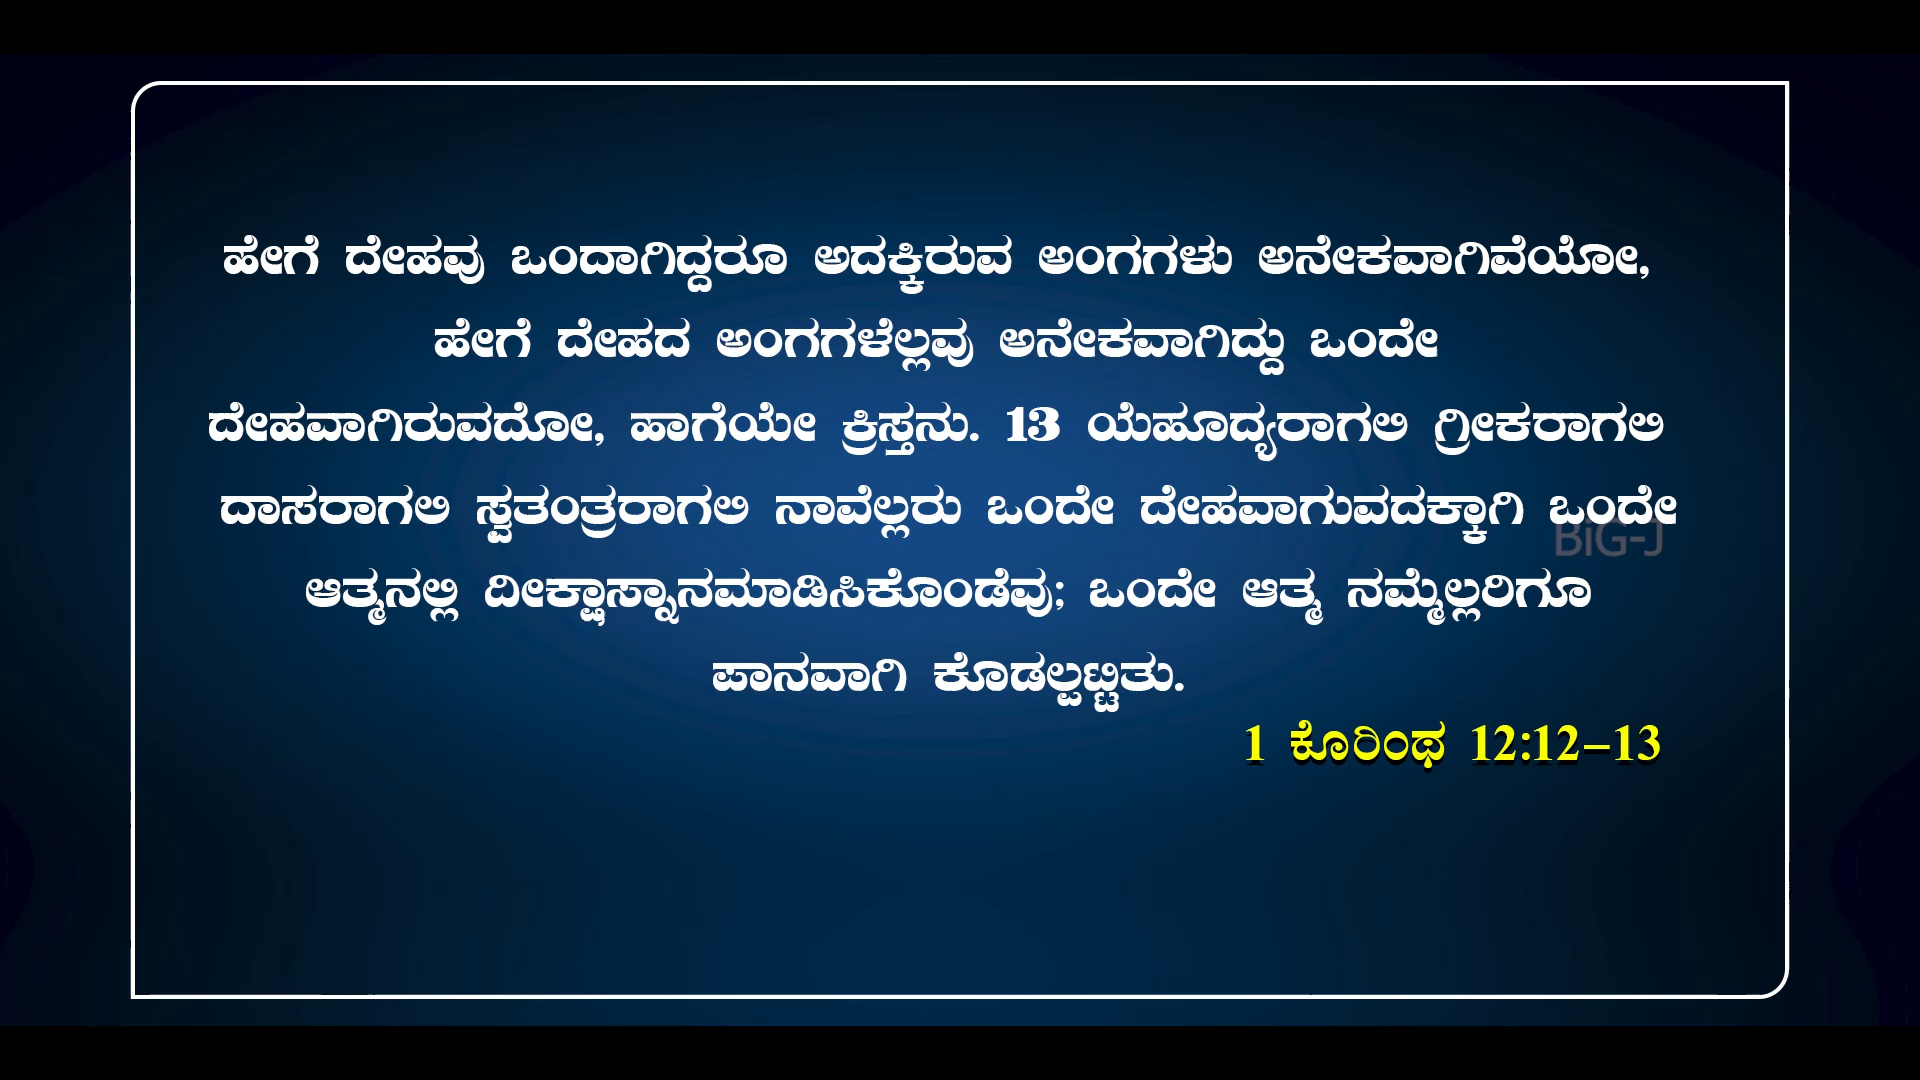 ಹೇಗೆ ದೇಹವು ಒಂದಾಗಿದ್ದರೂ ಅದಕ್ಕಿರುವ ಅಂಗಗಳು ಅನೇಕವಾಗಿವೆಯೋ,
ಹೇಗೆ ದೇಹದ ಅಂಗಗಳೆಲ್ಲವು ಅನೇಕವಾಗಿದ್ದು ಒಂದೇ
ದೇಹವಾಗಿರುವದೋ, ಹಾಗೆಯೇ ಕ್ರಿಸ್ತನು. 13 ಯೆಹೂದ್ಯರಾಗಲಿ ಗ್ರೀಕರಾಗಲಿ
ದಾಸರಾಗಲಿ ಸ್ವತಂತ್ರರಾಗಲಿ ನಾವೆಲ್ಲರು ಒಂದೇ ದೇಹವಾಗುವದಕ್ಕಾಗಿ ಒಂದೇ
BiG-J
ಆತ್ಮನಲ್ಲಿ ದೀಕ್ಷಾಸ್ನಾನಮಾಡಿಸಿಕೊಂಡೆವು; ಒಂದೇ ಆತ್ಮ ನಮ್ಮೆಲ್ಲರಿಗೂ
ಪಾನವಾಗಿ ಕೊಡಲ್ಪಟ್ಟಿತು.
1 ಕೊರಿಂಥ 12:12-13